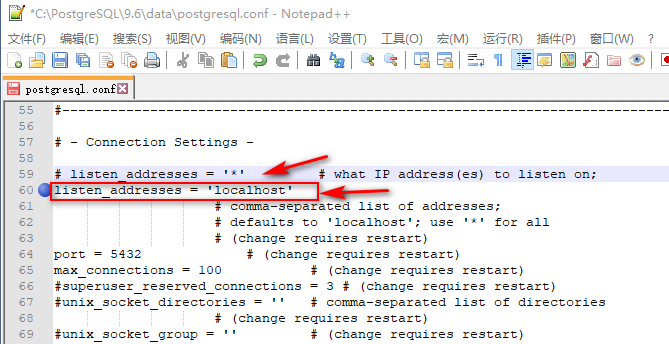 *C:\PostgreSQL\9.6\data\postgresql.conf - Notepad++
文件(F) 编辑(E) 搜索(S) 视图(V) 编码(N) 语言(L) 设置(T) 工具(O) 宏(M) 运行(R) 插件(P) 窗口(W) ?
postgresql.conf
55 #-----------------------------------------------------------------------------
56
57 # - Connection Settings -
58
59 # listen_addresses = '*' # what IP address(es) to listen on;
60 listen_addresses = 'localhost'
61 # comma-separated list of addresses;
62 # defaults to 'localhost'; use '*' for all
63 # (change requires restart)
64 port = 5432 # (change requires restart)
65 max_connections = 100 # (change requires restart)
66 #superuser_reserved_connections = 3 # (change requires restart)
67 #unix_socket_directories = '' # comma-separated list of directories
68 # (change requires restart)
69 #unix_socket_group = '' # (change requires restart)